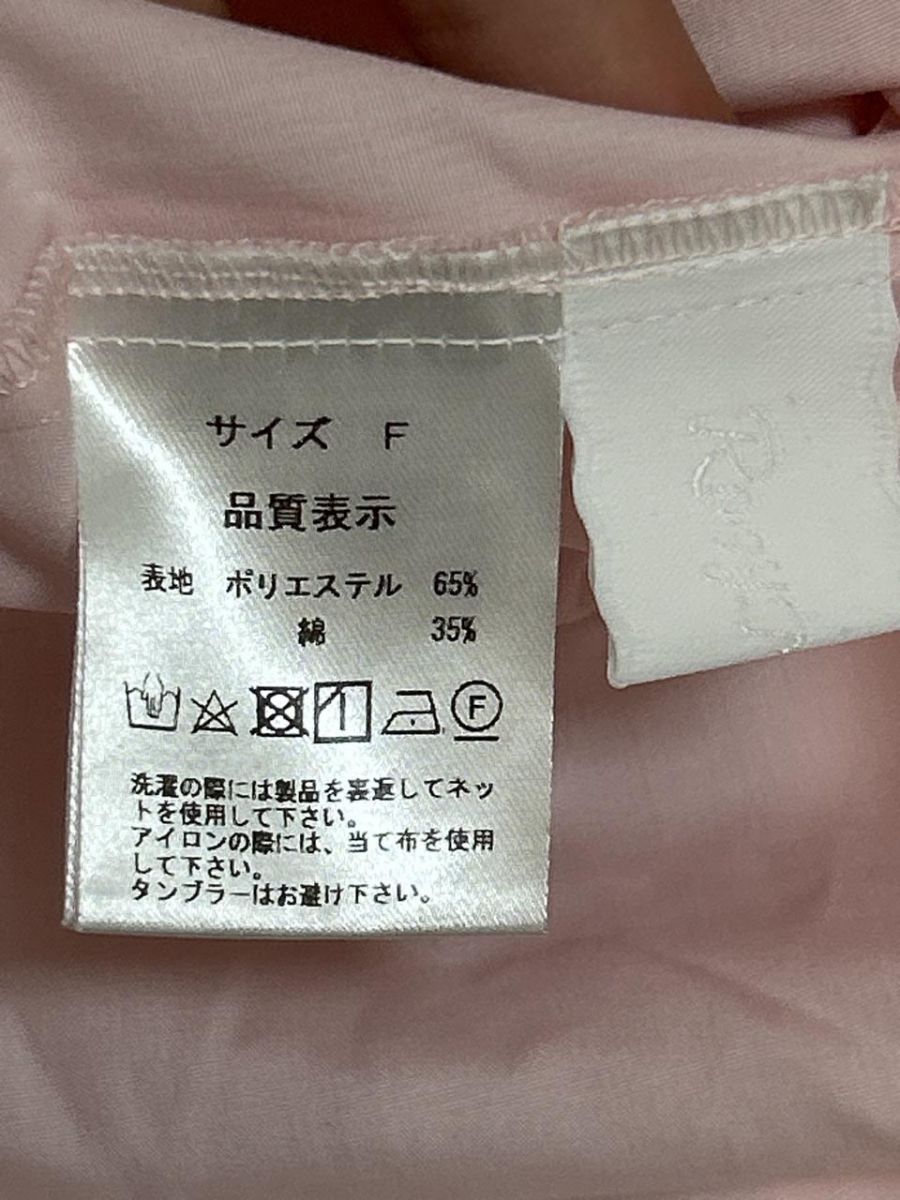 サイズ F
品質表示
表地 ポリエステル 65%
綿 35%
F
洗濯の際には製品を裏返してネッ
トを使用して下さい。
アイロンの際には、当て布を使用
して下さい。
タンブラーはお避け下さい。